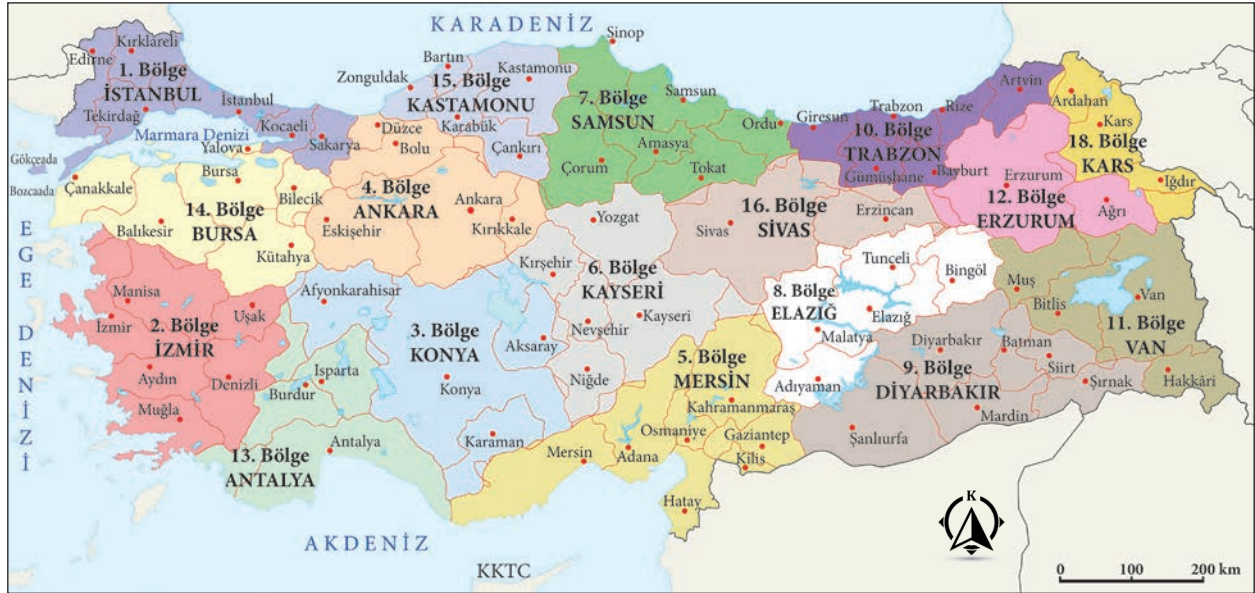 KARADENİZ
Sinop
Kırklareli
Edirne
1. Bölge
İSTANBUL
Tekirdağ
İstanbul
Kocaeli
Marmara Denizi
Yalova
Sakarya
Gökçeada
Bozcaada
Bartın
Zonguldak
Kastamonu
15. Bölge
KASTAMONU
Karabük
Çankırı
Düzce
Bolu
7. Bölge
SAMSUN
Samsun
Ordu
Amasya
Çorum
Tokat
Giresun
Trabzon
Rize
Artvin
10. Bölge
TRABZON
Gümüşhane
Bayburt
Ardahan
Kars
18. Bölge
KARS
Iğdır
Çanakkale
Bursa
Bilecik
14. Bölge
BURSA
Balıkesir
Kütahya
4. Bölge
ANKARA
Ankara
Eskişehir
Kırıkkale
Yozgat
16. Bölge
SİVAS
Sivas
Erzincan
Erzurum
12. Bölge
ERZURUM
Ağrı
EGE DENİZİ
Manisa
İzmir
2. Bölge
İZMİR
Uşak
Aydın
Denizli
Muğla
Afyonkarahisar
3. Bölge
KONYA
Konya
Aksaray
Karaman
Kırşehir
6. Bölge
KAYSERİ
Nevşehir
Kayseri
Niğde
8. Bölge
ELAZIĞ
Tunceli
Bingöl
Elazığ
Malatya
Adıyaman
Muş
Bitlis
Van
11. Bölge
VAN
Hakkâri
Diyarbakır
Batman
Siirt
9. Bölge
DİYARBAKIR
Şırnak
Mardin
Şanlıurfa
Isparta
Burdur
13. Bölge
ANTALYA
Antalya
5. Bölge
MERSİN
Kahramanmaraş
Osmaniye
Gaziantep
Mersin
Adana
Kilis
Hatay
AKDENİZ
KKTC
K
0 100 200 km